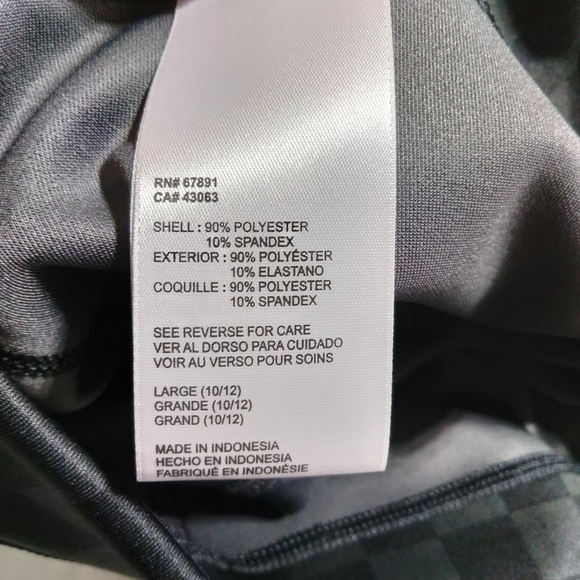 RN# 67891
CA# 43063
SHELL : 90% POLYESTER
10% SPANDEX
EXTERIOR : 90% POLYÉSTER
10% ELASTANO
COQUILLE : 90% POLYESTER
10% SPANDEX
SEE REVERSE FOR CARE
VER AL DORSO PARA CUIDADO
VOIR AU VERSO POUR SOINS
LARGE (10/12)
GRANDE (10/12)
GRAND (10/12)
MADE IN INDONESIA
HECHO EN INDONESIA
FABRIQUÉ EN INDONÉSIE